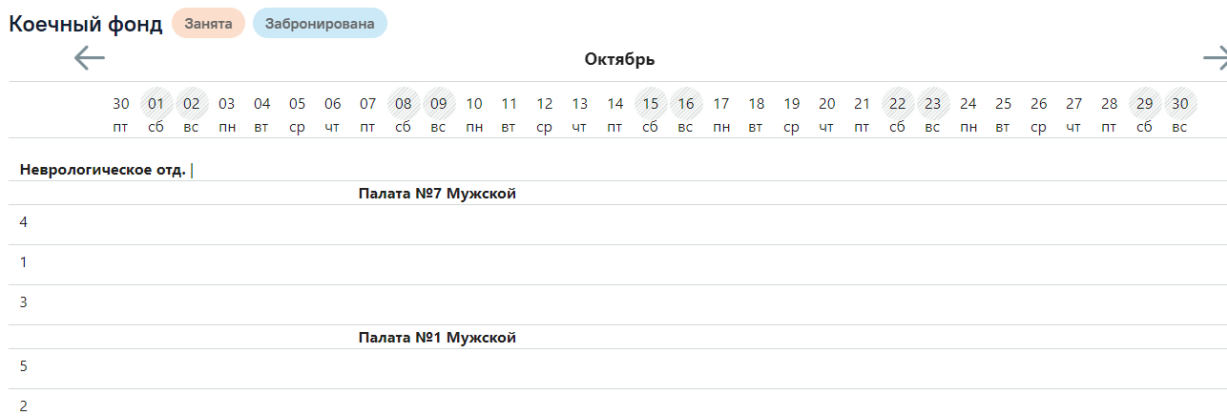 Коечный фонд Занята Забронирована
Октябрь
30 01 02 03 04 05 06 07 08 09 10 11 12 13 14 15 16 17 18 19 20 21 22 23 24 25 26 27 28 29 30
пт сб вс пн вт ср чт пт сб вс пн вт ср чт пт сб вс пн вт ср чт пт сб вс пн вт ср чт пт сб вс
Неврологическое отд. |
Палата №7 Мужской
4
1
3
Палата №1 Мужской
5
2